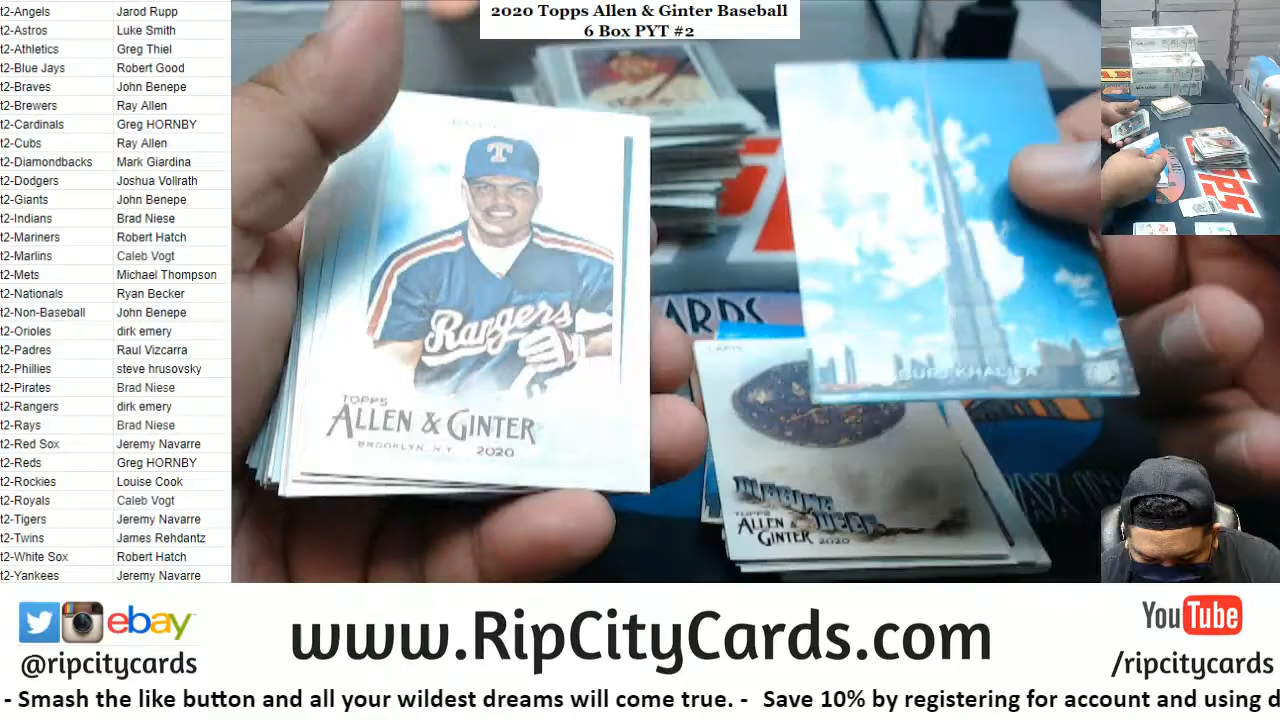 2020 Topps Allen & Ginter Baseball
6 Box PYT #2
t2-Angels Jarod Rupp
t2-Astros Luke Smith
t2-Athletics Greg Thiel
t2-Blue Jays Robert Good
t2-Braves John Benepe
t2-Brewers Ray Allen
t2-Cardinals Greg HORNBY
t2-Cubs Ray Allen
t2-Diamondbacks Mark Giardina
t2-Dodgers Joshua Vollrath
t2-Giants John Benepe
t2-Indians Brad Niese
t2-Mariners Robert Hatch
t2-Marlins Caleb Vogt
t2-Mets Michael Thompson
t2-Nationals Ryan Becker
t2-Non-Baseball John Benepe
t2-Orioles dirk emery
t2-Padres Raul Vizcarra
t2-Phillies steve hrusovsky
t2-Pirates Brad Niese
t2-Rangers dirk emery
t2-Rays Brad Niese
t2-Red Sox Jeremy Navarre
t2-Reds Greg HORNBY
t2-Rockies Louise Cook
t2-Royals Caleb Vogt
t2-Tigers Jeremy Navarre
t2-Twins James Rehdantz
t2-White Sox Robert Hatch
t2-Yankees Jeremy Navarre
T
Rangers
TOPPS
ALLEN & GINTER
BROOKLYN, N.Y. 2020
BURJ KHALIFA
LAPIS
TOPPS
ALLEN &
GINTER 2020
ebay
@ripcitycards
www.RipCityCards.com
YouTube
/ripcitycards
- Smash the like button and all your wildest dreams will come true. - Save 10% by registering for account and using d